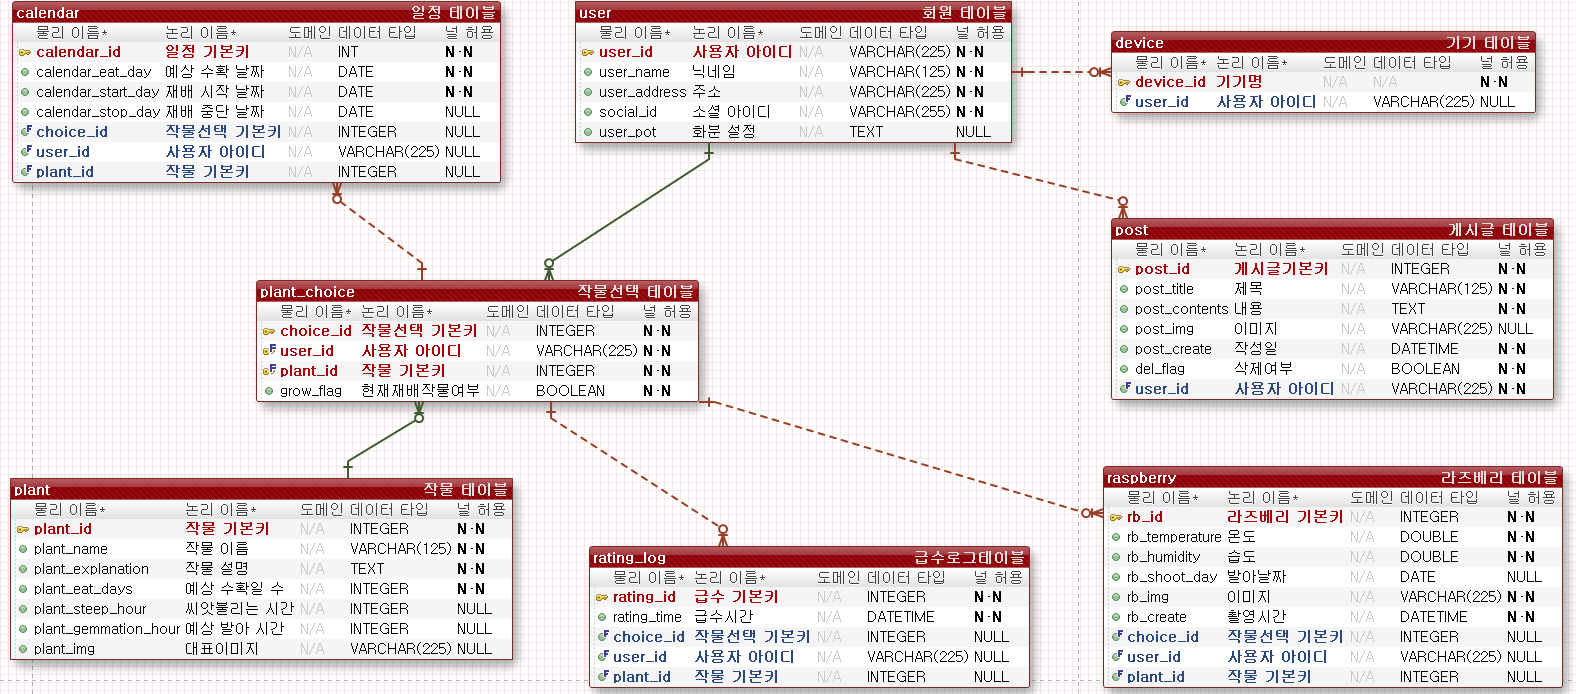 calendar 일정 테이블
물리 이름* 논리 이름* 도메인 데이터 타입 널 허용
calendar_id 일정 기본키 N/A INT N·N
calendar_eat_day 예상 수확 날짜 N/A DATE N·N
calendar_start_day 재배 시작 날짜 N/A DATE N·N
calendar_stop_day 재배 중단 날짜 N/A DATE NULL
choice_id 작물선택 기본키 N/A INTEGER NULL
user_id 사용자 아이디 N/A VARCHAR(225) NULL
plant_id 작물 기본키 N/A INTEGER NULL
user 회원 테이블
물리 이름* 논리 이름* 도메인 데이터 타입 널 허용
user_id 사용자 아이디 N/A VARCHAR(225) N·N
user_name 닉네임 N/A VARCHAR(125) N·N
user_address 주소 N/A VARCHAR(225) N·N
social_id 소셜 아이디 N/A VARCHAR(255) N·N
user_pot 화분 설정 N/A TEXT NULL
device 기기 테이블
물리 이름* 논리 이름* 도메인 데이터 타입 널 허용
device_id 기기명 N/A N/A N·N
user_id 사용자 아이디 N/A VARCHAR(225) NULL
post 게시글 테이블
물리 이름* 논리 이름* 도메인 데이터 타입 널 허용
post_id 게시글기본키 N/A INTEGER N·N
post_title 제목 N/A VARCHAR(125) N·N
post_contents 내용 N/A TEXT N·N
post_img 이미지 N/A VARCHAR(225) NULL
post_create 작성일 N/A DATETIME N·N
del_flag 삭제여부 N/A BOOLEAN N·N
user_id 사용자 아이디 N/A VARCHAR(225) N·N
plant_choice 작물선택 테이블
물리 이름* 논리 이름* 도메인 데이터 타입 널 허용
choice_id 작물선택 기본키 N/A INTEGER N·N
user_id 사용자 아이디 N/A VARCHAR(225) N·N
plant_id 작물 기본키 N/A INTEGER N·N
grow_flag 현재재배작물여부 N/A BOOLEAN N·N
plant 작물 테이블
물리 이름* 논리 이름* 도메인 데이터 타입 널 허용
plant_id 작물 기본키 N/A INTEGER N·N
plant_name 작물 이름 N/A VARCHAR(125) N·N
plant_explanation 작물 설명 N/A TEXT N·N
plant_eat_days 예상 수확일 수 N/A INTEGER N·N
plant_steep_hour 씨앗불리는 시간 N/A INTEGER NULL
plant_gemmation_hour 예상 발아 시간 N/A INTEGER NULL
plant_img 대표이미지 N/A VARCHAR(225) NULL
rating_log 급수로그테이블
물리 이름* 논리 이름* 도메인 데이터 타입 널 허용
rating_id 급수 기본키 N/A INTEGER N·N
rating_time 급수시간 N/A DATETIME N·N
choice_id 작물선택 기본키 N/A INTEGER NULL
user_id 사용자 아이디 N/A VARCHAR(225) NULL
plant_id 작물 기본키 N/A INTEGER NULL
raspberry 라즈베리 테이블
물리 이름* 논리 이름* 도메인 데이터 타입 널 허용
rb_id 라즈베리 기본키 N/A INTEGER N·N
rb_temperature 온도 N/A DOUBLE N·N
rb_humidity 습도 N/A DOUBLE N·N
rb_shoot_day 발아날짜 N/A DATE NULL
rb_img 이미지 N/A VARCHAR(225) N·N
rb_create 촬영시간 N/A DATETIME N·N
choice_id 작물선택 기본키 N/A INTEGER NULL
user_id 사용자 아이디 N/A VARCHAR(225) NULL
plant_id 작물 기본키 N/A INTEGER NULL